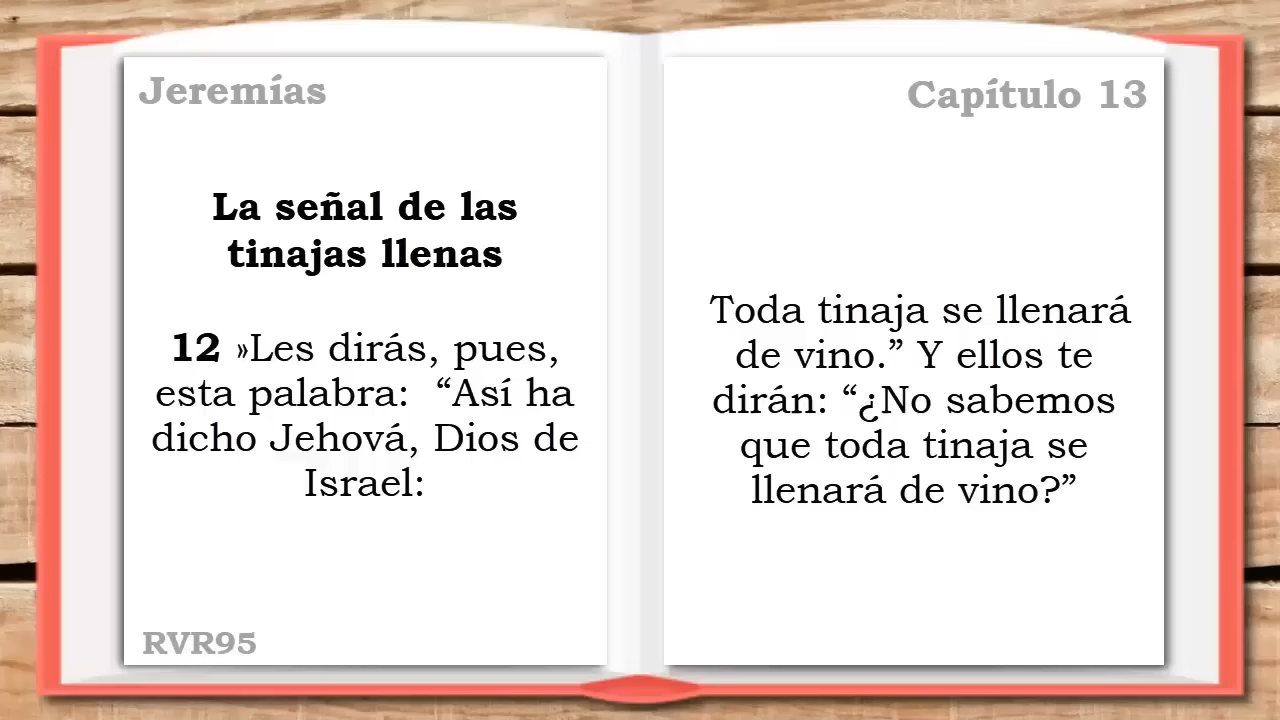 Jeremías
La señal de las
tinajas llenas
12 »Les dirás, pues,
esta palabra:  “Así ha
dicho Jehová, Dios de
Israel:
RVR95
Capítulo 13
Toda tinaja se llenará
de vino.” Y ellos te
dirán: “¿No sabemos
que toda tinaja se
llenará de vino?”